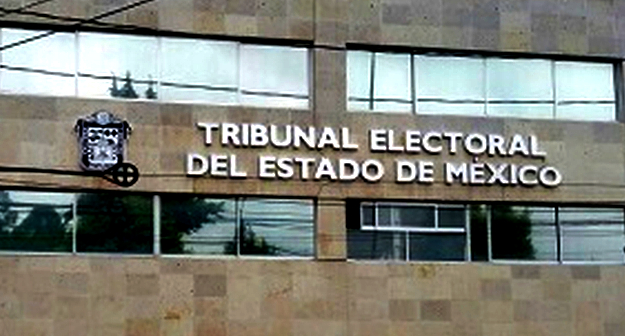 TRIBUNAL ELECTORAL
DEL ESTADO DE MÉXICO